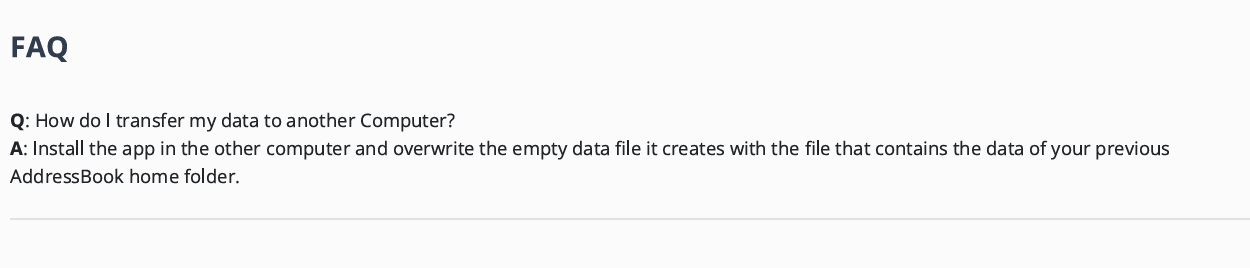 FAQ
Q: How do I transfer my data to another Computer?
A: Install the app in the other computer and overwrite the empty data file it creates with the file that contains the data of your previous
AddressBook home folder.